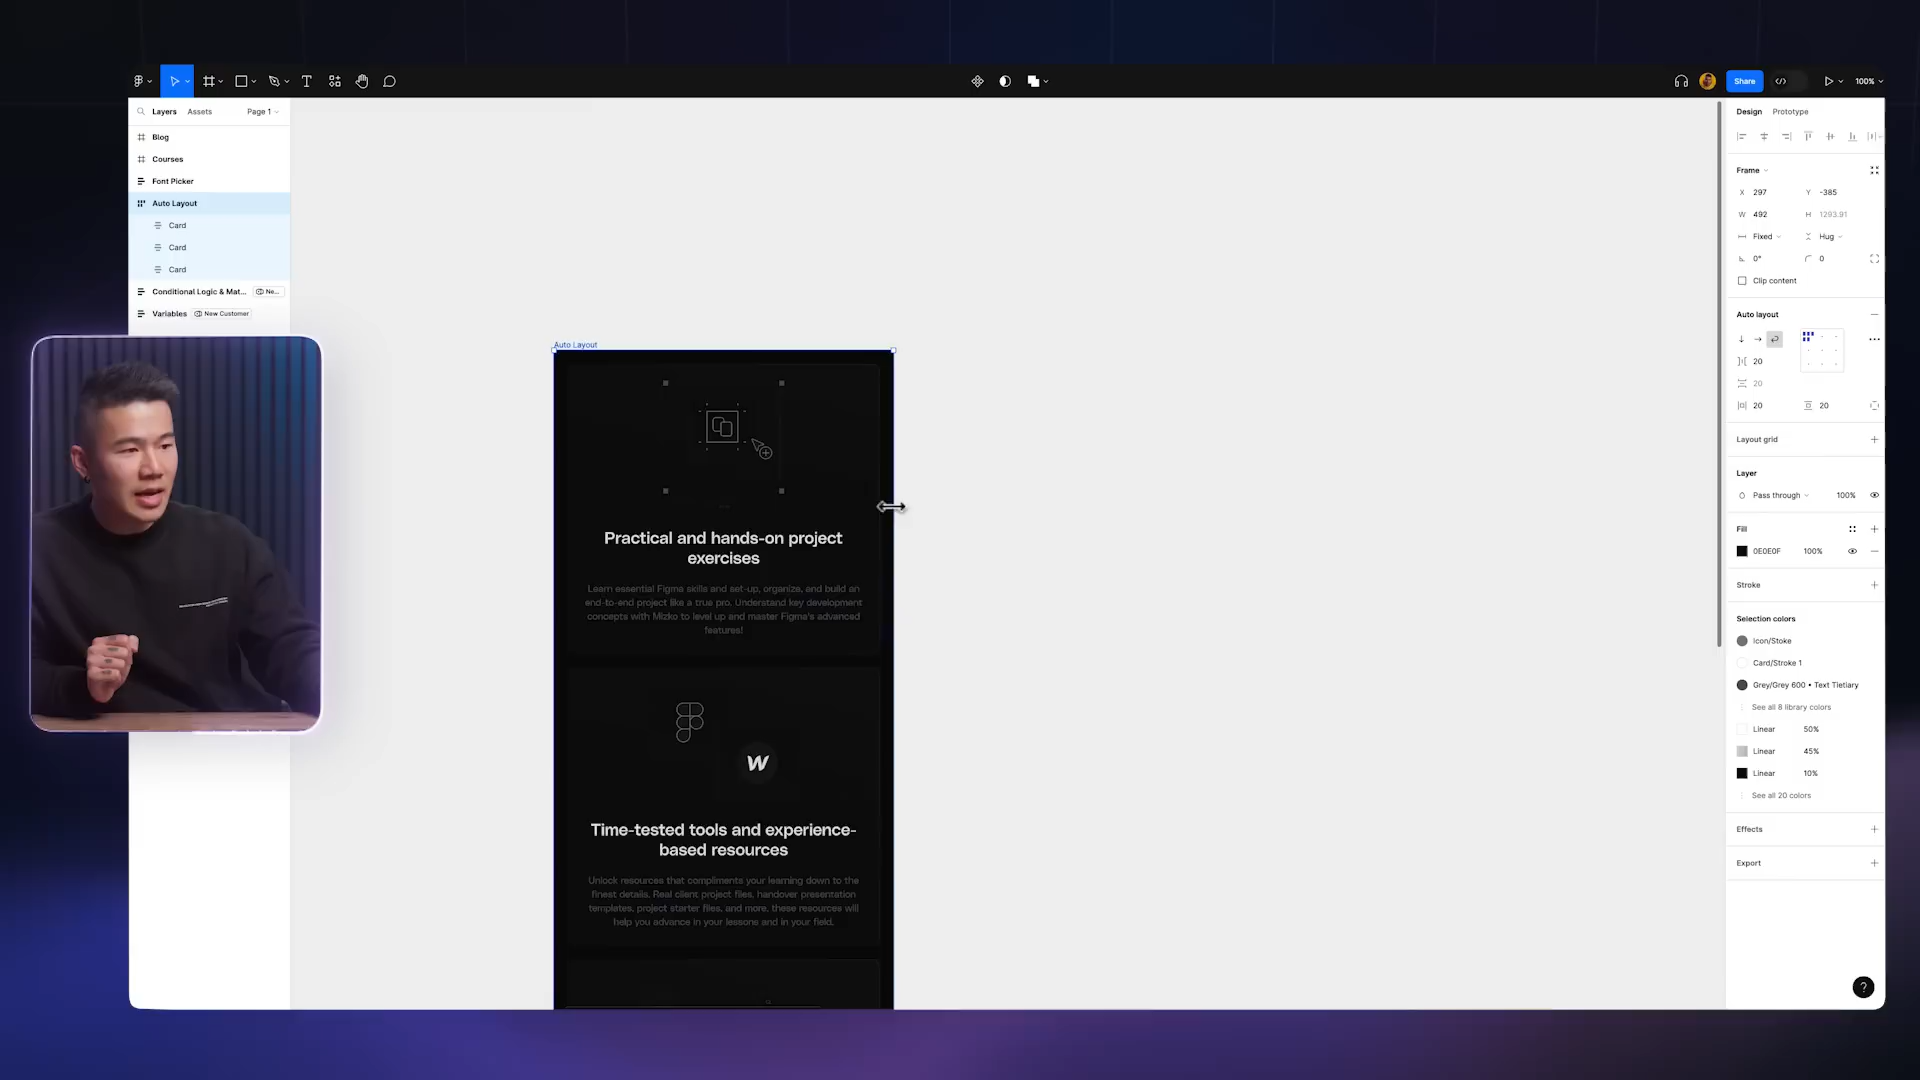 Share
100%
Layers
Assets
Page 1
Blog
Courses
Font Picker
Auto Layout
Card
Card
Card
Conditional Logic & Mat...
Ne...
Variables
New Customer
Auto Layout
Practical and hands-on project
exercises
Learn essential Figma skills and set-up, organize, and build an
end-to-end project like a true pro. Understand key development
concepts with Mizko to level up and master Figma's advanced
features!
W
Time-tested tools and experience-
based resources
Unlock resources that compliments your learning down to the
finest details. Real client project files, handover presentation
templates, project starter files, and more, these resources will
help you advance in your lessons and in your field.
Design
Prototype
Frame
X 297
Y -385
W 492
H 1293.91
Fixed
Hug
0°
0
Clip content
Auto layout
20
20
20
20
Layout grid
Layer
Pass through
100%
Fill
0E0E0F
100%
Stroke
Selection colors
Icon/Stoke
Card/Stroke 1
Grey/Grey 600 • Text Tietiary
See all 8 library colors
Linear 50%
Linear 45%
Linear 10%
See all 20 colors
Effects
Export
?